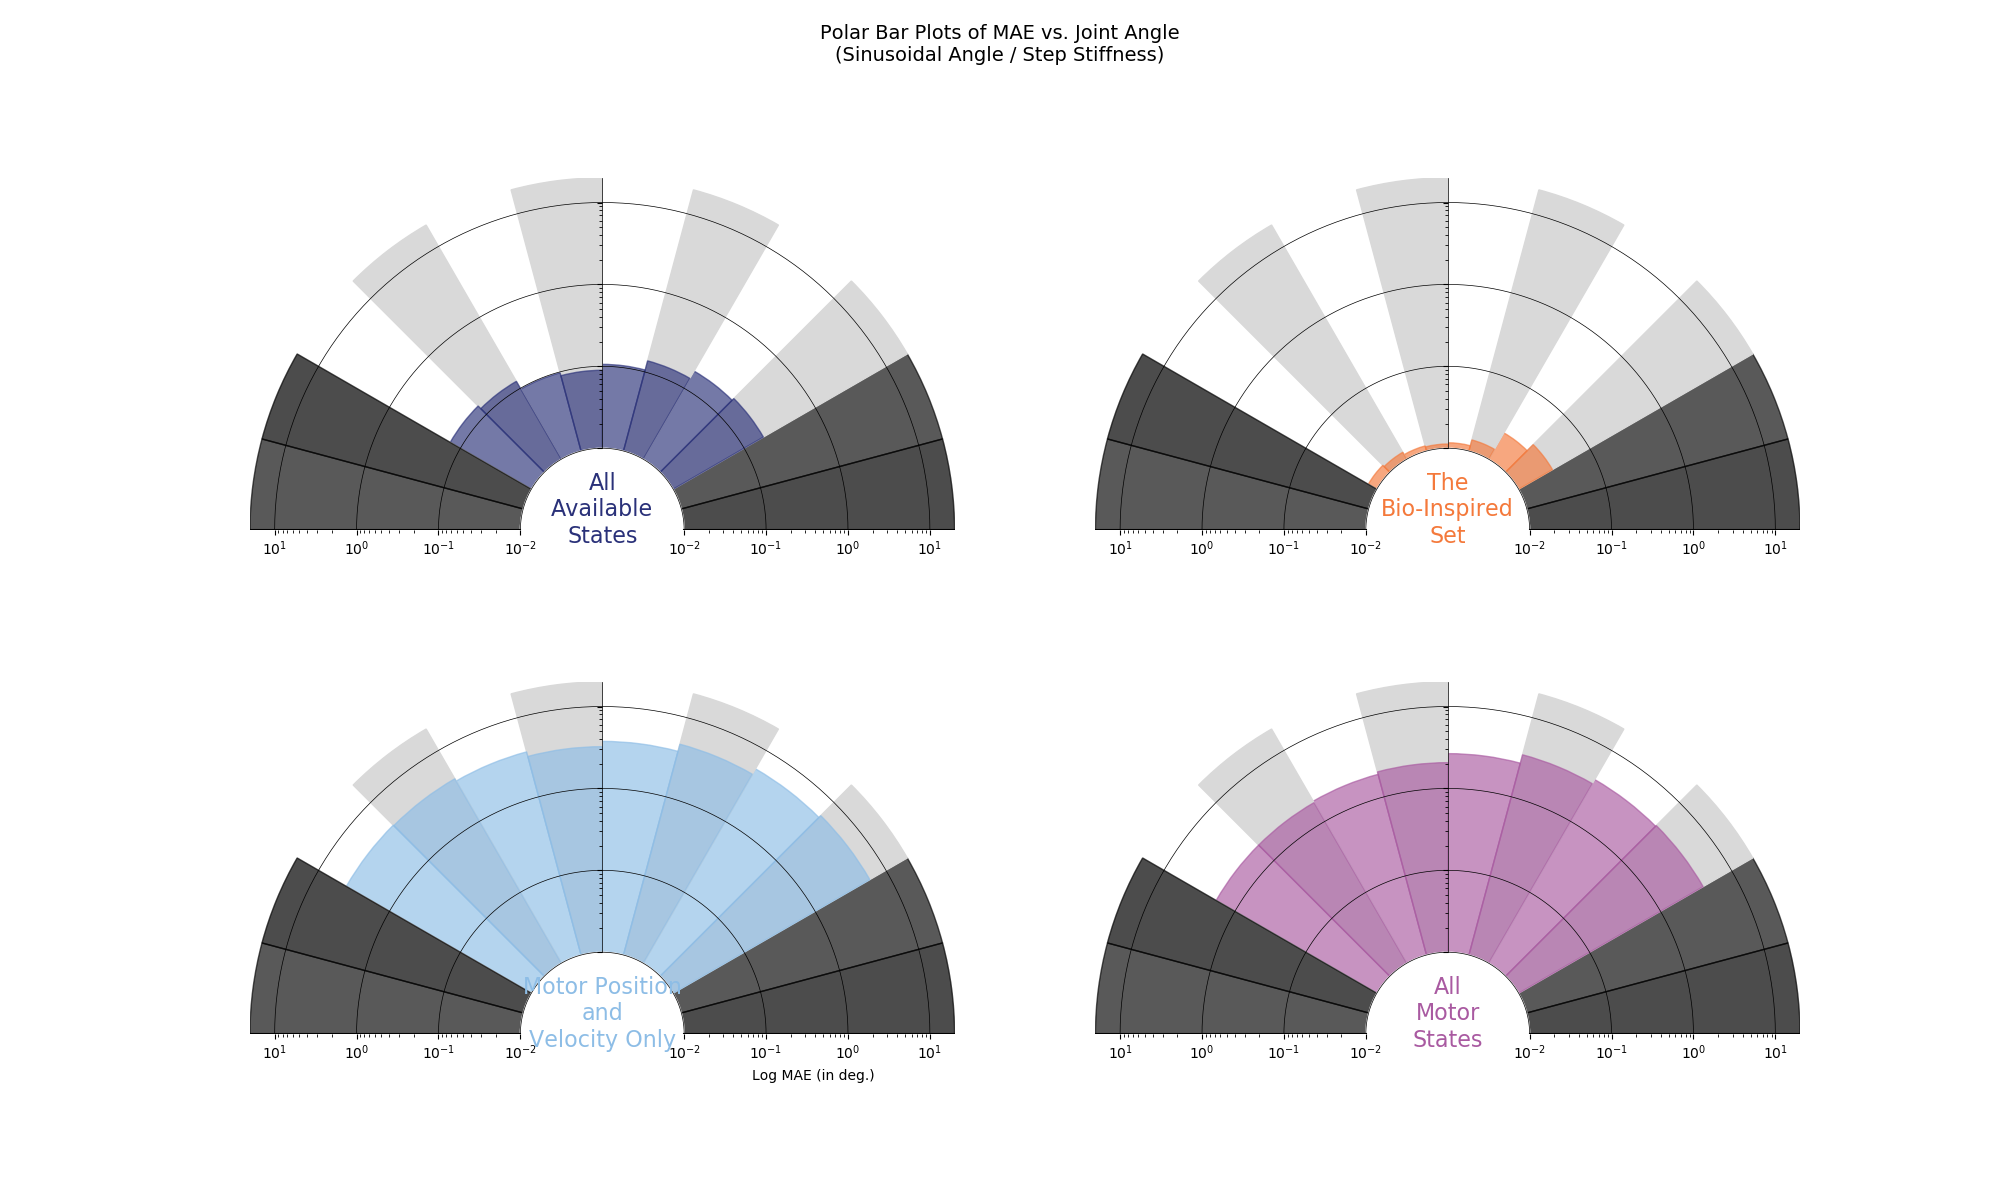 Polar Bar Plots of MAE vs. Joint Angle
(Sinusoidal Angle / Step Stiffness)
All
Available
States
10¹ 10⁰ 10⁻¹ 10⁻² 10⁻² 10⁻¹ 10⁰ 10¹
The
Bio-Inspired
Set
10¹ 10⁰ 10⁻¹ 10⁻² 10⁻² 10⁻¹ 10⁰ 10¹
Motor Position
and
Velocity Only
10¹ 10⁰ 10⁻¹ 10⁻² 10⁻² 10⁻¹ 10⁰ 10¹
Log MAE (in deg.)
All
Motor
States
10¹ 10⁰ 10⁻¹ 10⁻² 10⁻² 10⁻¹ 10⁰ 10¹